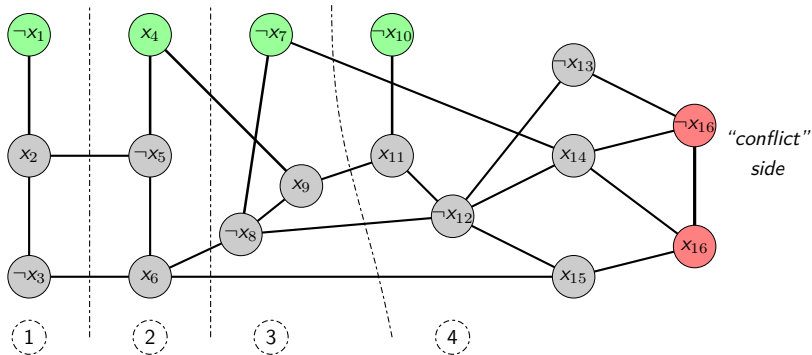 ¬x₁ x₄ ¬x₇ ¬x₁₀
¬x₁₃
¬x₁₆
x₂ ¬x₅ x₁₁ x₁₄
"conflict"
side
x₉
¬x₁₂
¬x₈
x₁₆
¬x₃ x₆ x₁₅
1 2 3 4